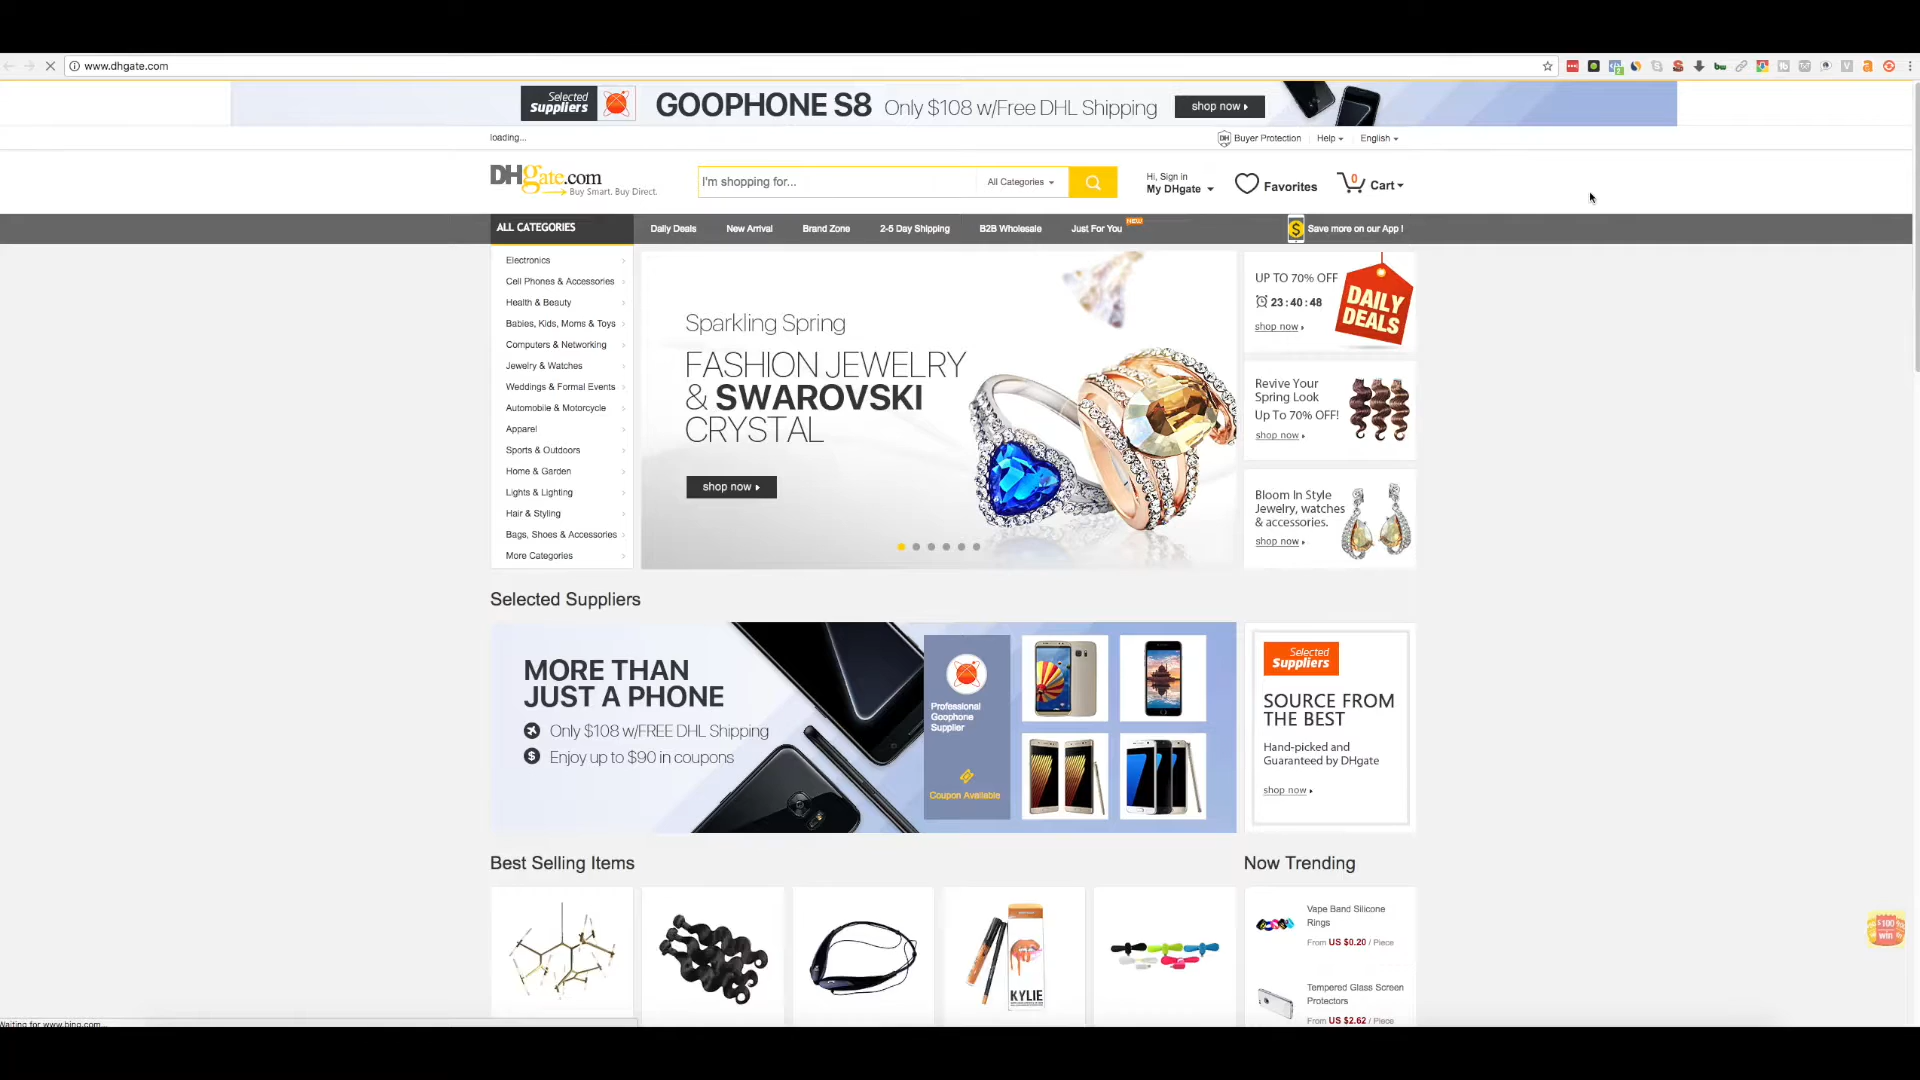 www.dhgate.com
Selected
Suppliers
GOOPHONE S8 Only $108 w/Free DHL Shipping
shop now
loading...
DH
Buyer Protection
Help
English
DHgate.com
Buy Smart. Buy Direct.
I'm shopping for...
All Categories
Hi, Sign in
My DHgate
Favorites
0
Cart
ALL CATEGORIES
Daily Deals
New Arrival
Brand Zone
2-5 Day Shipping
B2B Wholesale
Just For You
NEW
$
Save more on our App !
Electronics
Cell Phones & Accessories
Health & Beauty
Babies, Kids, Moms & Toys
Computers & Networking
Jewelry & Watches
Weddings & Formal Events
Automobile & Motorcycle
Apparel
Sports & Outdoors
Home & Garden
Lights & Lighting
Hair & Styling
Bags, Shoes & Accessories
More Categories
Sparkling Spring
FASHION JEWELRY
& SWAROVSKI
CRYSTAL
shop now
UP TO 70% OFF
23 : 40 : 48
shop now
DAILY
DEALS
Revive Your
Spring Look
Up To 70% OFF!
shop now
Bloom In Style
Jewelry, watches
& accessories.
shop now
Selected Suppliers
MORE THAN
JUST A PHONE
Only $108 w/FREE DHL Shipping
$ Enjoy up to $90 in coupons
Professional
Goophone
Supplier
Coupon Available
Selected
Suppliers
SOURCE FROM
THE BEST
Hand-picked and
Guaranteed by DHgate
shop now
Best Selling Items
Now Trending
KYLIE
Vape Band Silicone
Rings
From US $0.20 / Piece
Tempered Glass Screen
Protectors
From US $2.62 / Piece
$100
win
Waiting for www.bing.com...